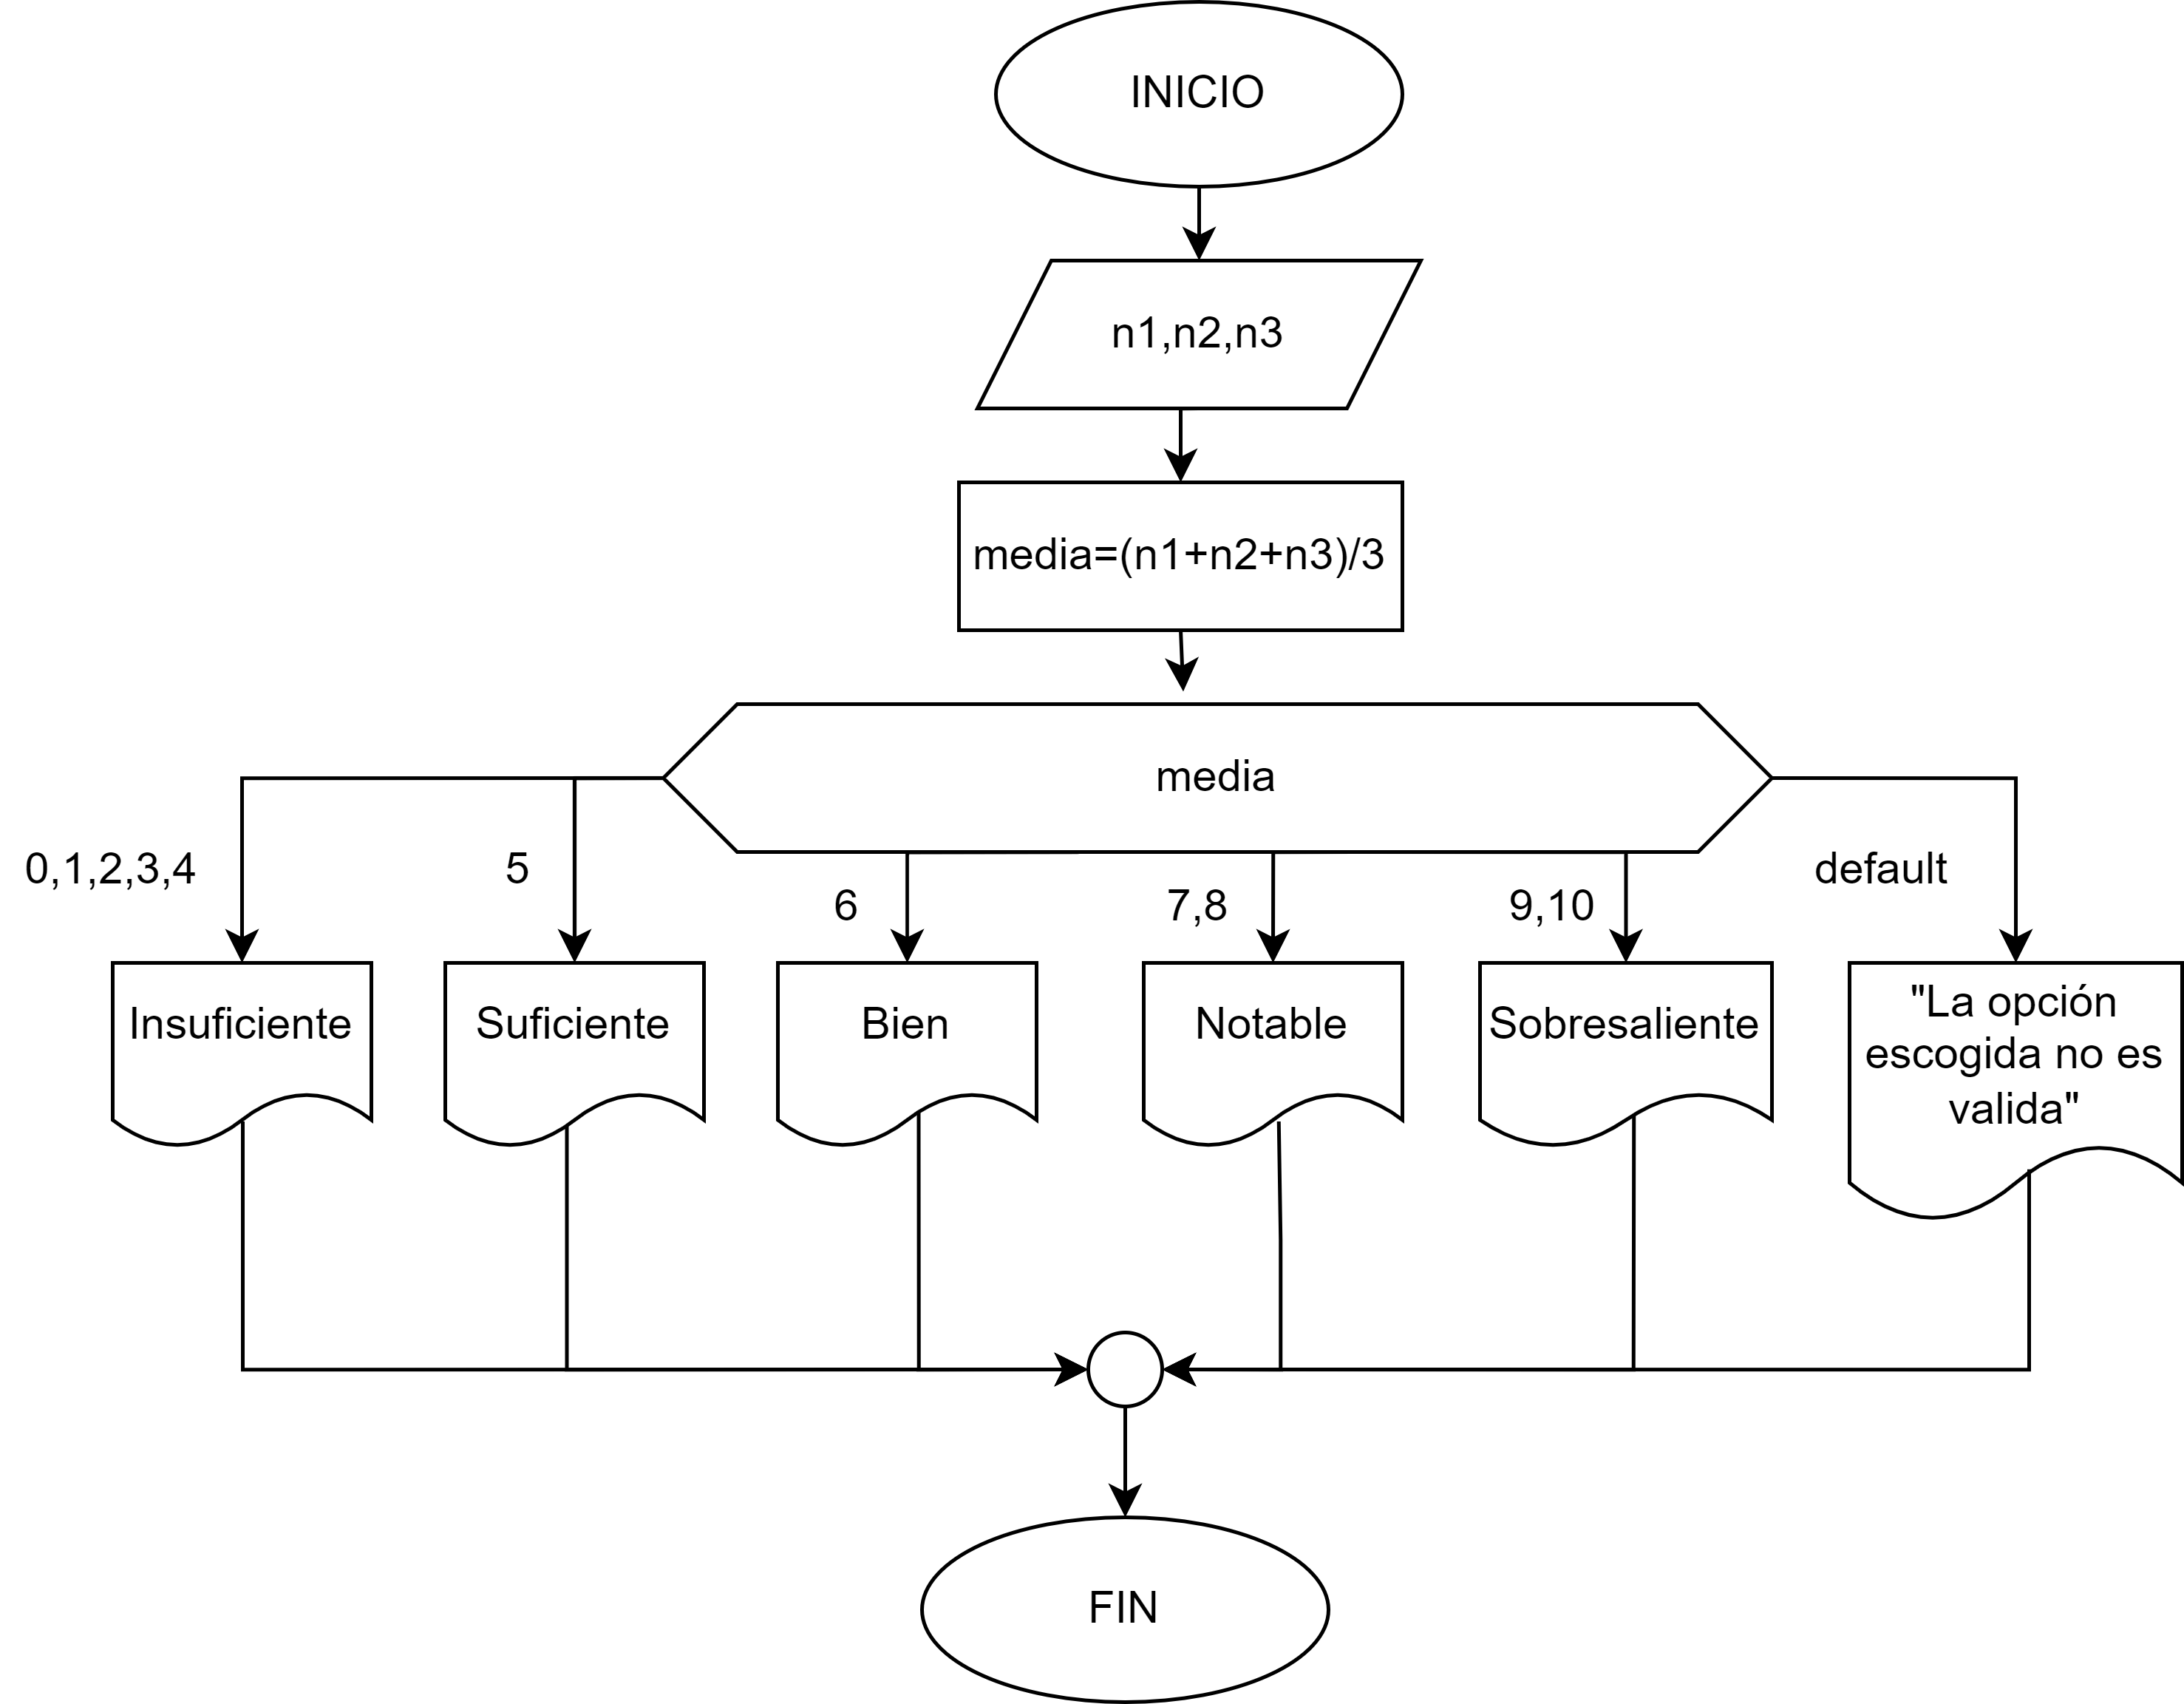 INICIO
n1,n2,n3
media=(n1+n2+n3)/3
media
0,1,2,3,4
5
6
7,8
9,10
default
Insuficiente
Suficiente
Bien
Notable
Sobresaliente
"La opción
escogida no es
valida"
FIN